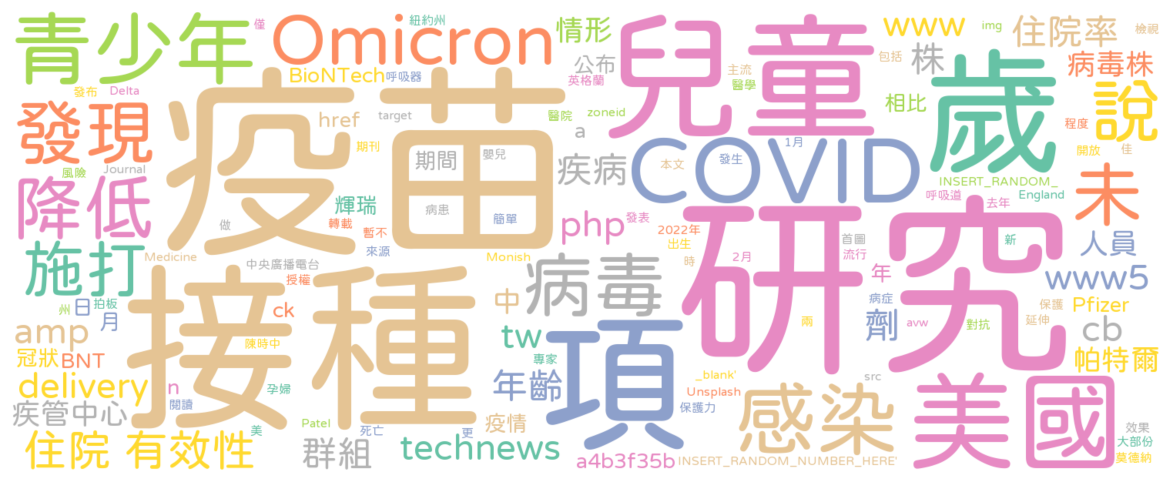 青少年
僅
紐約州
Omicron
情形
兒童
www
img
住院率
檢視
BioNTech
呼吸器
公布
英格蘭
主流
醫學
包括
株
病毒株
發布
Delta
疫苗
href
target
醫院
zoneid
a
歲
相比
說
程度
發現
期刊
期間
嬰兒
疾病
COVID
本文
發生
1月
開放
佳
風險
Journal
降低
輝瑞
病患
簡單
php
發表
INSERT_RANDOM_
呼吸道
England
未
轉載
暫不
做
來源
2022年
出生
研究
首圖
流行
去年
新
人員
施打
Medicine
中央廣播電台
授權
Monish
病毒
時
2月
年
www5
州
日
拍板
月
接種
ck
中
項
病症
劑
avw
對抗
保護
延伸
Pfizer
cb
amp
陳時中
tw
專家
兩
帕特爾
冠狀
BNT
delivery
n
孕婦
年齡
_blank'
Unsplash
保護力
src
美國
疾管中心
閱讀
美
Patel
死亡
更
疫情
感染
效果
大部份
莫德納
住院
有效性
群組
technews
a4b3f35b
INSERT_RANDOM_NUMBER_HERE'